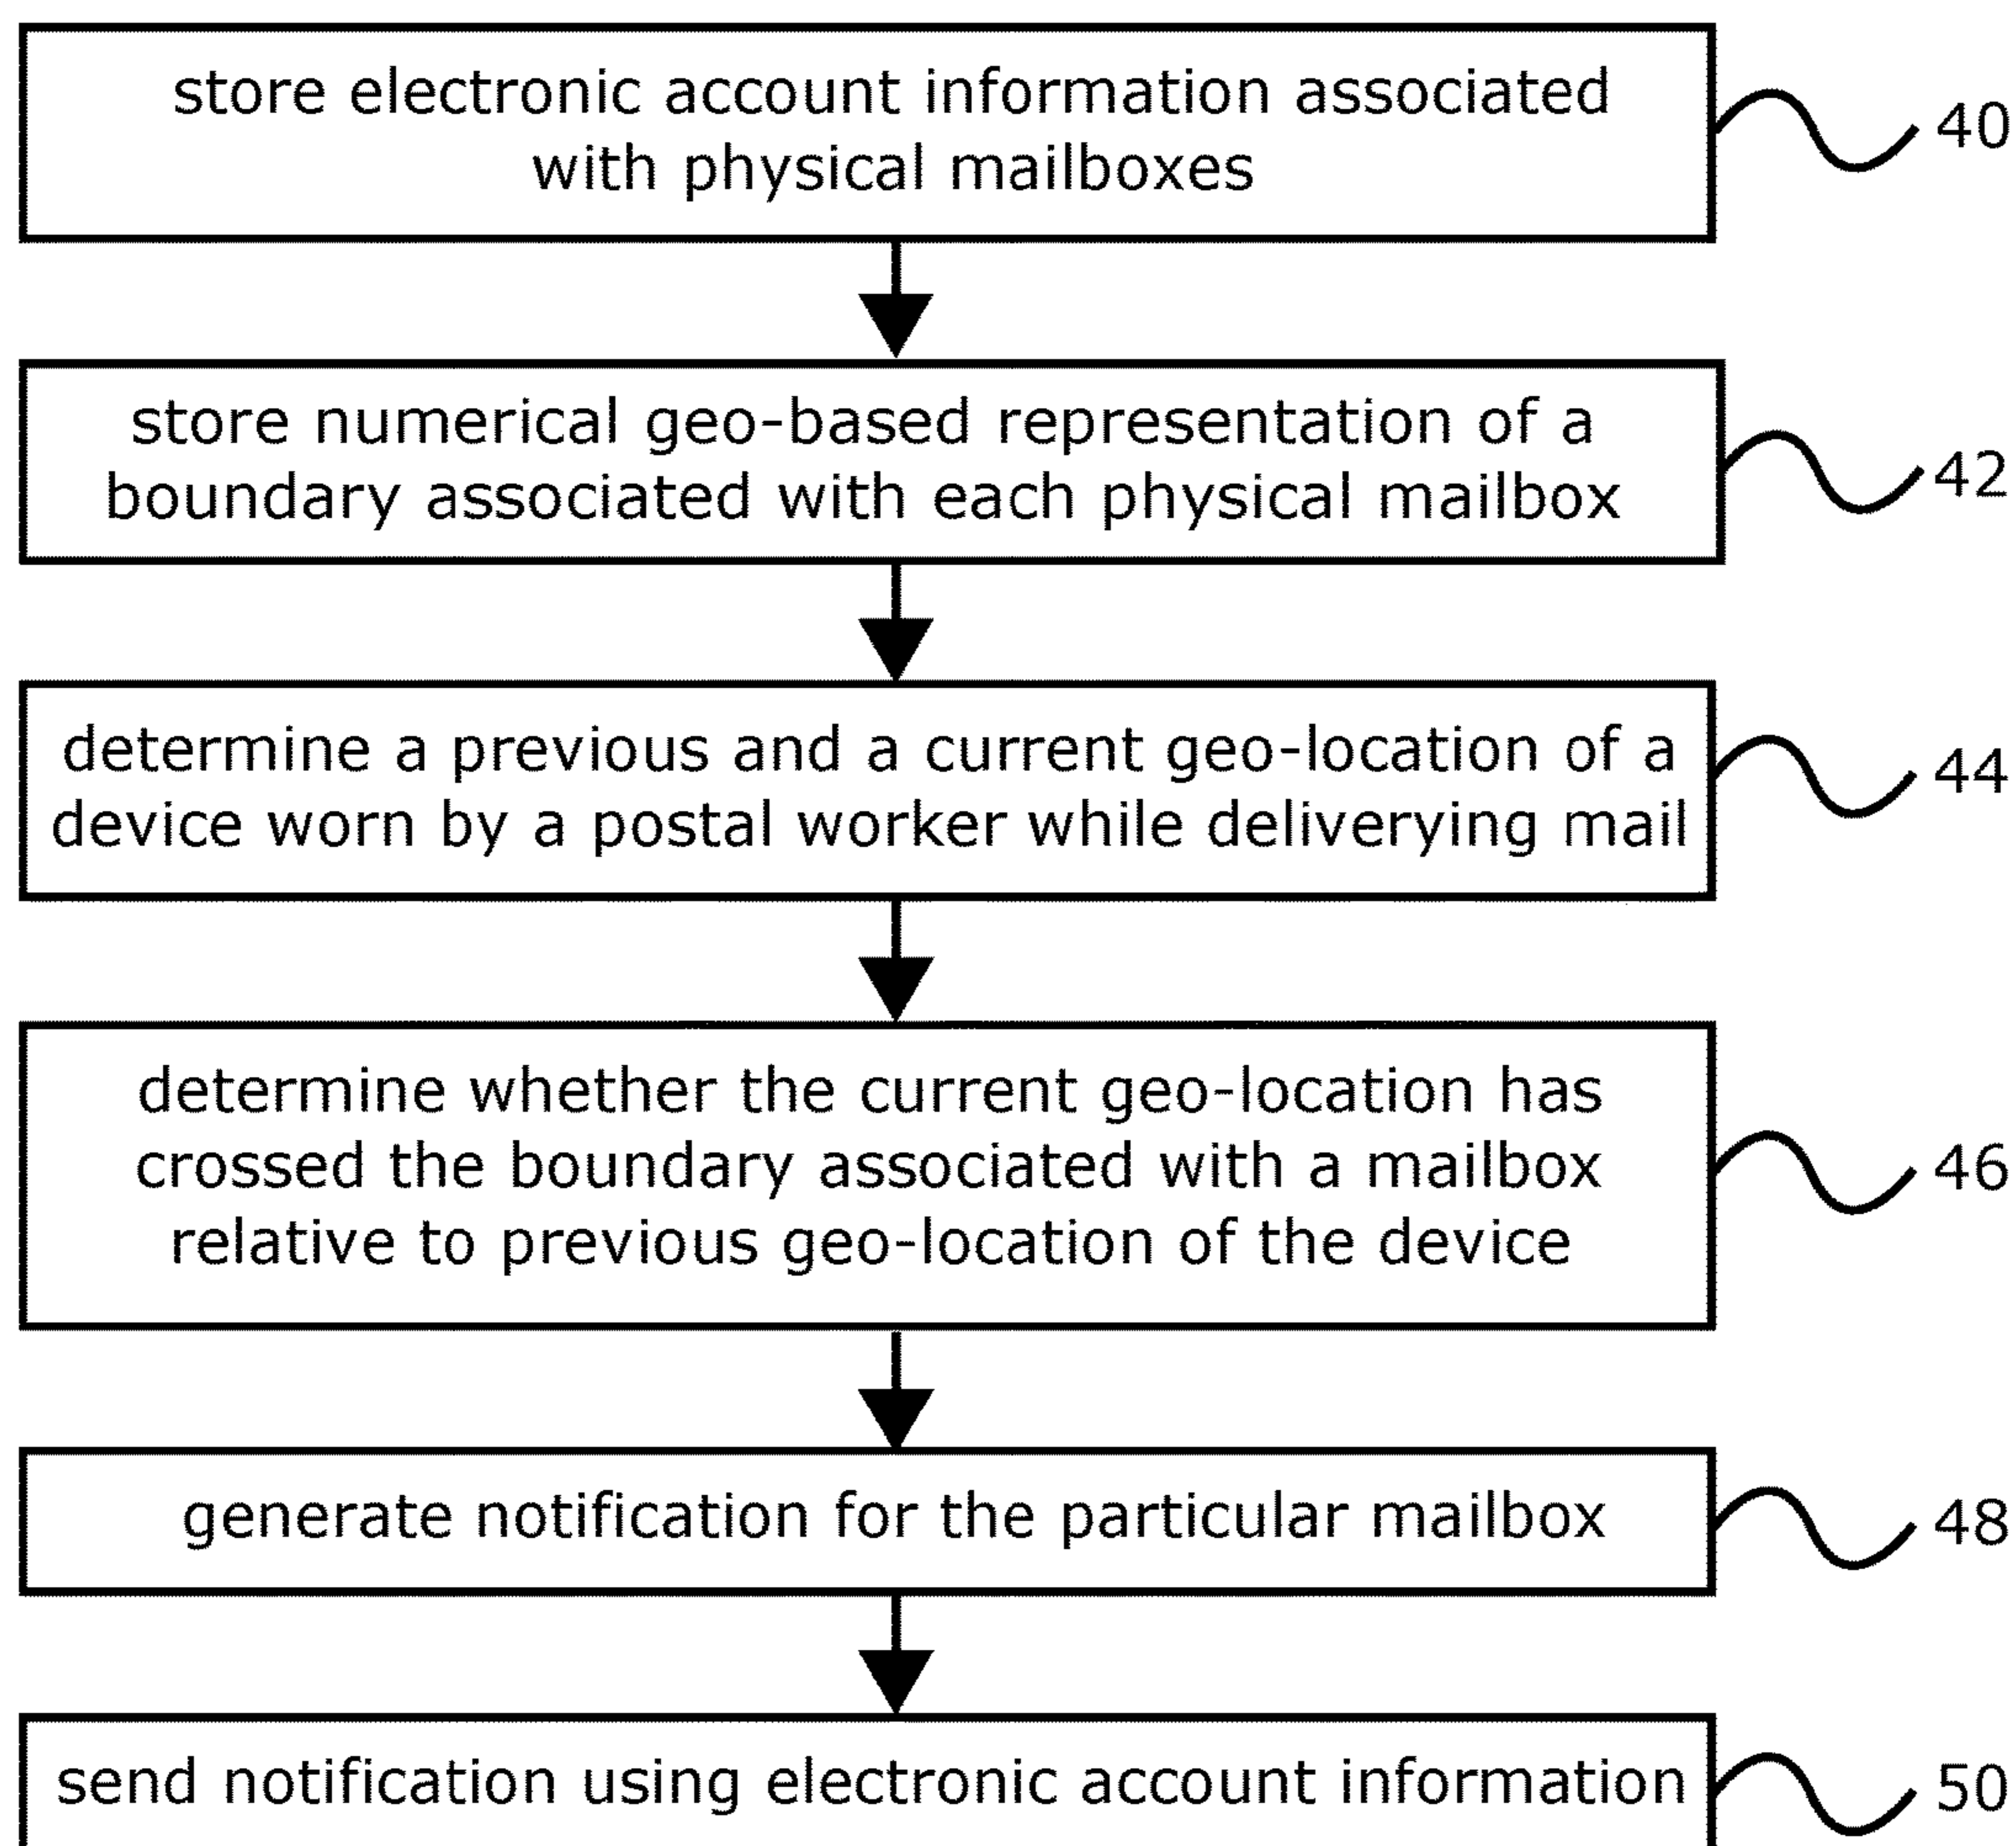 store electronic account information associated
with physical mailboxes
40
store numerical geo-based representation of a
boundary associated with each physical mailbox
42
determine a previous and a current geo-location of a
device worn by a postal worker while deliverying mail
44
determine whether the current geo-location has
crossed the boundary associated with a mailbox
relative to previous geo-location of the device
46
generate notification for the particular mailbox
48
send notification using electronic account information
50